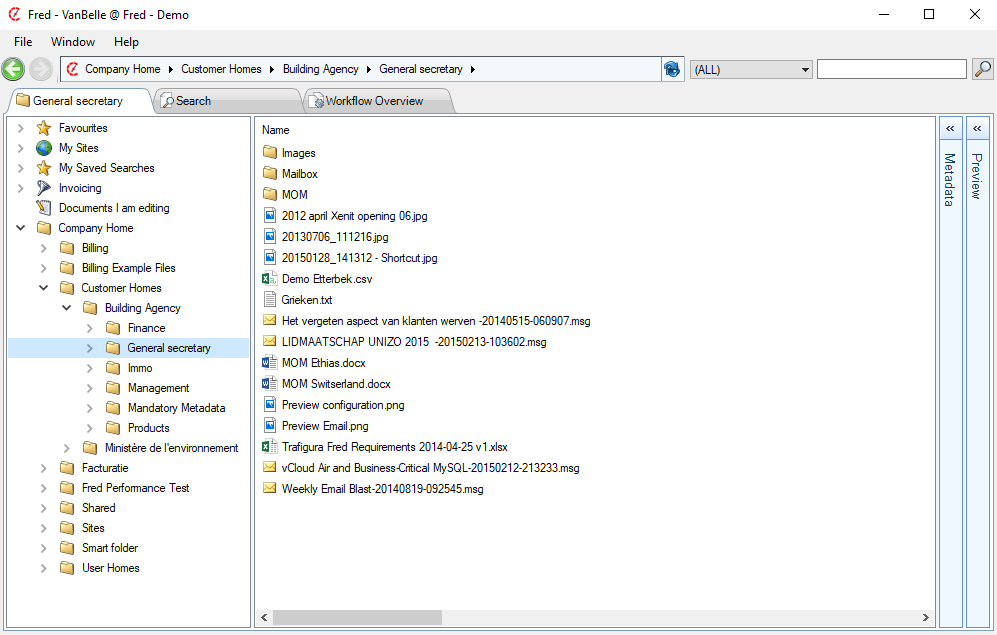 Fred - VanBelle @ Fred - Demo
File Window Help
Company Home Customer Homes Building Agency General secretary (ALL)
General secretary Search Workflow Overview
Favourites
My Sites
My Saved Searches
Invoicing
Documents I am editing
Company Home
Billing
Billing Example Files
Customer Homes
Building Agency
Finance
General secretary
Immo
Management
Mandatory Metadata
Products
Ministère de l'environnement
Facturatie
Fred Performance Test
Shared
Sites
Smart folder
User Homes
Name
Images
Mailbox
MOM
2012 april Xenit opening 06.jpg
20130706_111216.jpg
20150128_141312 - Shortcut.jpg
Demo Etterbek.csv
Grieken.txt
Het vergeten aspect van klanten werven -20140515-060907.msg
LIDMAATSCHAP UNIZO 2015 -20150213-103602.msg
MOM Ethias.docx
MOM Switserland.docx
Preview configuration.png
Preview Email.png
Trafigura Fred Requirements 2014-04-25 v1.xlsx
vCloud Air and Business-Critical MySQL-20150212-213233.msg
Weekly Email Blast-20140819-092545.msg
Metadata
Preview